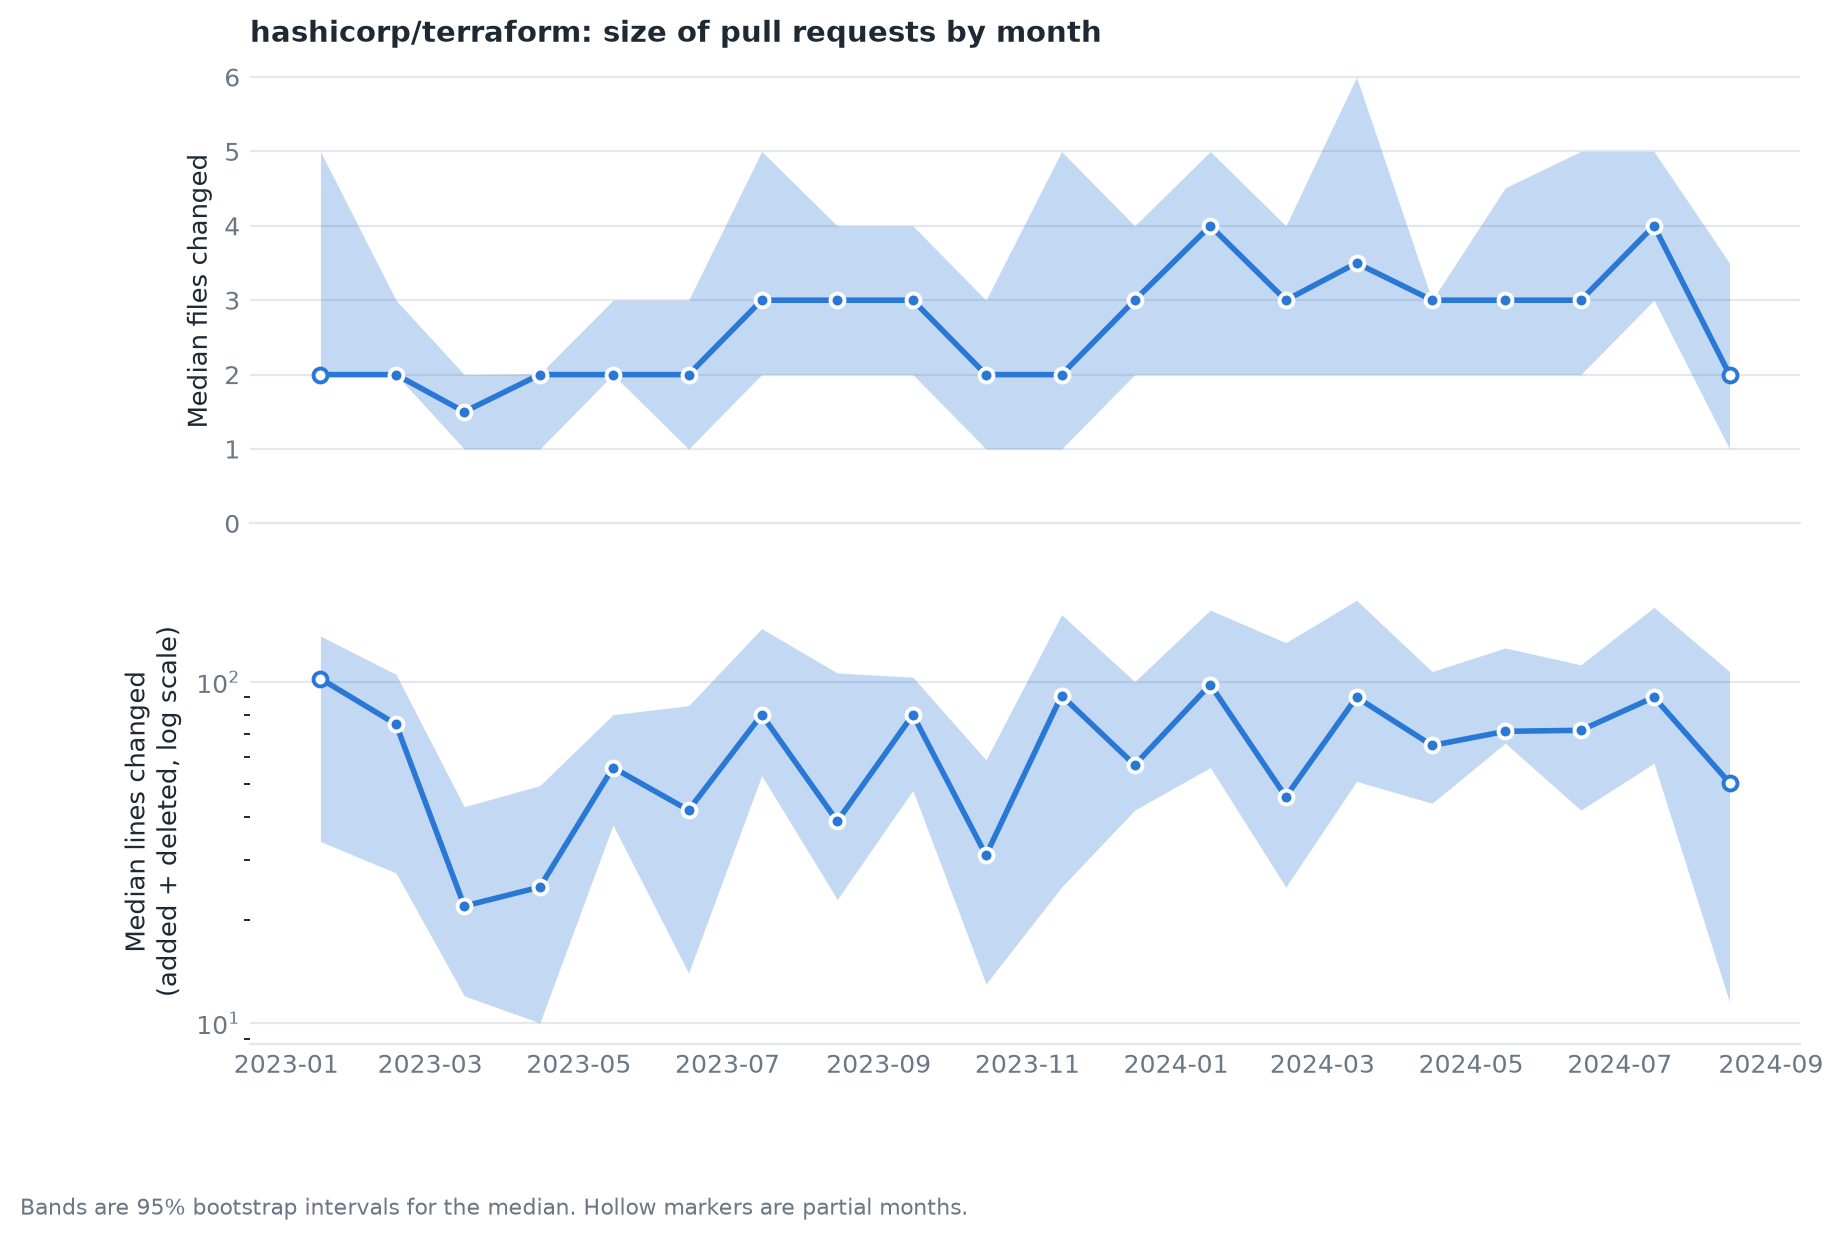 hashicorp/terraform: size of pull requests by month
Median files changed
6
5
4
3
2
1
0
Median lines changed
(added + deleted, log scale)
10²
10¹
2023-01 2023-03 2023-05 2023-07 2023-09 2023-11 2024-01 2024-03 2024-05 2024-07 2024-09
Bands are 95% bootstrap intervals for the median. Hollow markers are partial months.